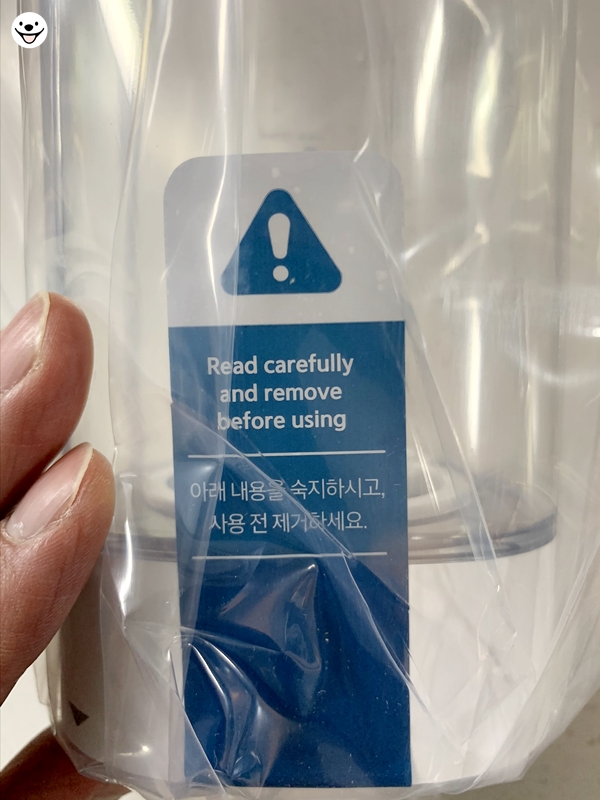 Read carefully
and remove
before using
아래 내용을 숙지하시고,
사용 전 제거하세요.